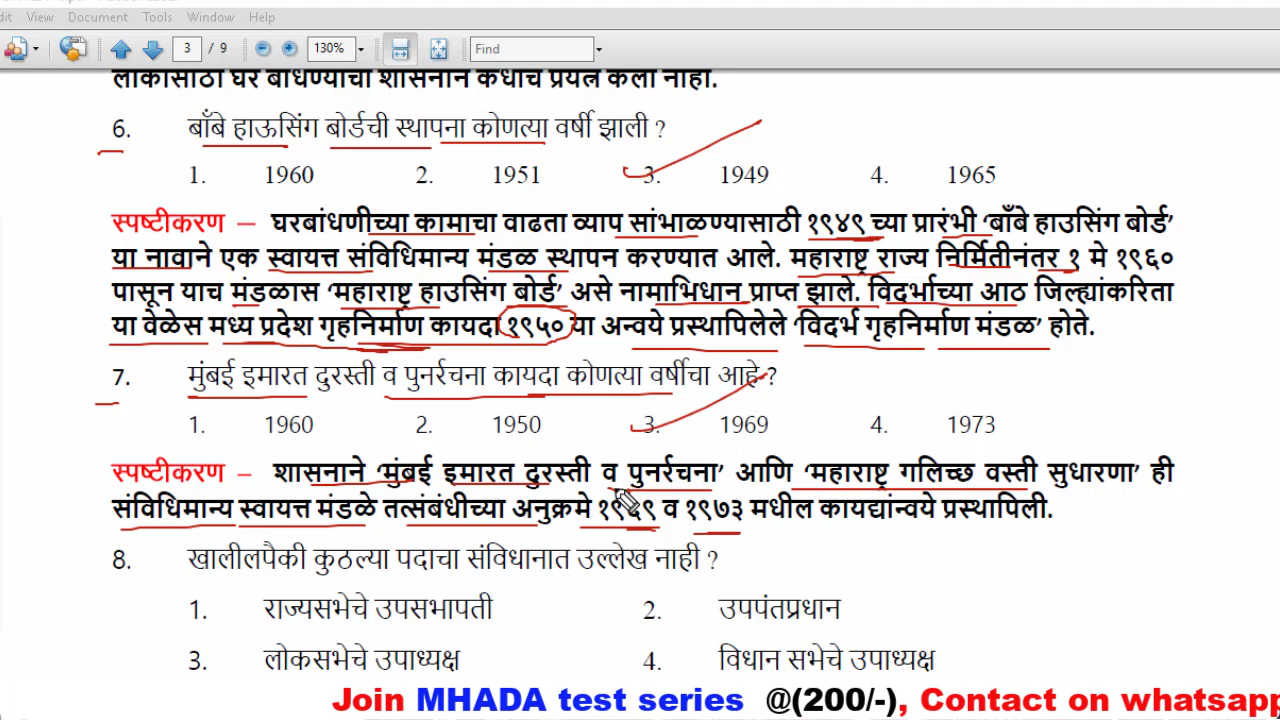 dit View Document Tools Window Help
3 / 9 130% Find
लोकांसाठी घर बांधण्याचा शासनाने कधीच प्रयत्न केला नाही.
6. बाँबे हाऊसिंग बोर्डची स्थापना कोणत्या वर्षी झाली ?
1. 1960 2. 1951 3. 1949 4. 1965
स्पष्टीकरण – घरबांधणीच्या कामाचा वाढता व्याप सांभाळण्यासाठी १९४९ च्या प्रारंभी ‘बाँबे हाउसिंग बोर्ड’
या नावाने एक स्वायत्त संविधिमान्य मंडळ स्थापन करण्यात आले. महाराष्ट्र राज्य निर्मितीनंतर १ मे १९६०
पासून याच मंडळास ‘महाराष्ट्र हाउसिंग बोर्ड’ असे नामाभिधान प्राप्त झाले. विदर्भाच्या आठ जिल्ह्यांकरिता
या वेळेस मध्य प्रदेश गृहनिर्माण कायदा १९५० या अन्वये प्रस्थापिलेले ‘विदर्भ गृहनिर्माण मंडळ’ होते.
7. मुंबई इमारत दुरस्ती व पुनर्रचना कायदा कोणत्या वर्षीचा आहे ?
1. 1960 2. 1950 3. 1969 4. 1973
स्पष्टीकरण – शासनाने ‘मुंबई इमारत दुरस्ती व पुनर्रचना’ आणि ‘महाराष्ट्र गलिच्छ वस्ती सुधारणा’ ही
संविधिमान्य स्वायत्त मंडळे तत्संबंधीच्या अनुक्रमे १९६९ व १९७३ मधील कायद्यांन्वये प्रस्थापिली.
8. खालीलपैकी कुठल्या पदाचा संविधानात उल्लेख नाही ?
1. राज्यसभेचे उपसभापती 2. उपपंतप्रधान
3. लोकसभेचे उपाध्यक्ष 4. विधान सभेचे उपाध्यक्ष
Join MHADA test series @(200/-), Contact on whatsapp